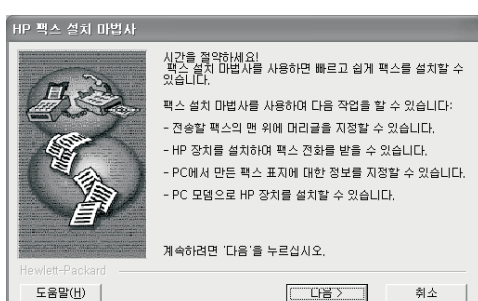 HP 팩스 설치 마법사
시간을 절약하세요!
팩스 설치 마법사를 사용하면 빠르고 쉽게 팩스를 설치할 수
있습니다.
팩스 설치 마법사를 사용하여 다음 작업을 할 수 있습니다:
- 전송할 팩스의 맨 위에 머리글을 지정할 수 있습니다.
- HP 장치를 설치하여 팩스 전화를 받을 수 있습니다.
- PC에서 만든 팩스 표지에 대한 정보를 지정할 수 있습니다.
- PC 모뎀으로 HP 장치를 설치할 수 있습니다.
계속하려면 '다음'을 누르십시오.
Hewlett-Packard
도움말(H) 다음 > 취소